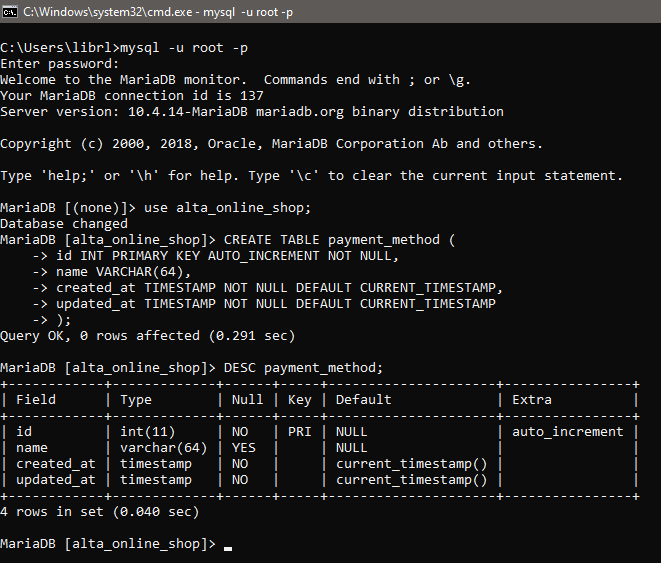 C:\Windows\system32\cmd.exe - mysql  -u root -p
C:\Users\librl>mysql -u root -p
Enter password:
Welcome to the MariaDB monitor.  Commands end with ; or \g.
Your MariaDB connection id is 137
Server version: 10.4.14-MariaDB mariadb.org binary distribution

Copyright (c) 2000, 2018, Oracle, MariaDB Corporation Ab and others.

Type 'help;' or '\h' for help. Type '\c' to clear the current input statement.

MariaDB [(none)]> use alta_online_shop;
Database changed
MariaDB [alta_online_shop]> CREATE TABLE payment_method (
    -> id INT PRIMARY KEY AUTO_INCREMENT NOT NULL,
    -> name VARCHAR(64),
    -> created_at TIMESTAMP NOT NULL DEFAULT CURRENT_TIMESTAMP,
    -> updated_at TIMESTAMP NOT NULL DEFAULT CURRENT_TIMESTAMP
    -> );
Query OK, 0 rows affected (0.291 sec)

MariaDB [alta_online_shop]> DESC payment_method;
+------------+-------------+------+-----+---------------------+----------------+
| Field      | Type        | Null | Key | Default             | Extra          |
+------------+-------------+------+-----+---------------------+----------------+
| id         | int(11)     | NO   | PRI | NULL                | auto_increment |
| name       | varchar(64) | YES  |     | NULL                |                |
| created_at | timestamp   | NO   |     | current_timestamp() |                |
| updated_at | timestamp   | NO   |     | current_timestamp() |                |
+------------+-------------+------+-----+---------------------+----------------+
4 rows in set (0.040 sec)

MariaDB [alta_online_shop]> _